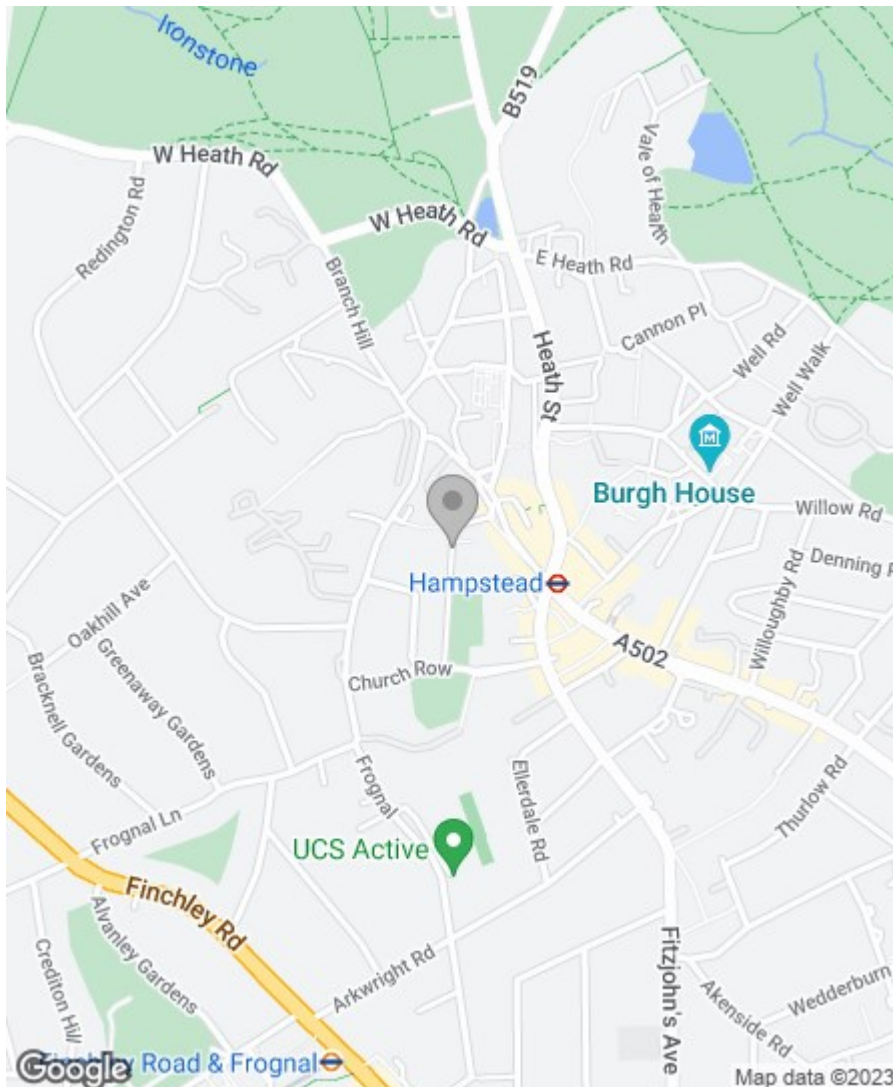 Ironstone
B519
W Heath Rd
Vale of Health
Redington Rd
W Heath Rd
E Heath Rd
Branch Hill
Cannon Pl
Heath St
Well Rd
Well Walk
Burgh House
Willow Rd
Hampstead
Denning
Willoughby Rd
Oakhill Ave
A502
Church Row
Greenaway Gardens
Bracknell Gardens
Frognal
Ellerdale Rd
Thurlow Rd
Frognal Ln
UCS Active
Finchley Rd
Alvanley Gardens
Arkwright Rd
Fitzjohn's Ave
Crediton Hill
Wedderburn
Akenside Rd
Google
Finchley Road & Frognal
Map data ©2023